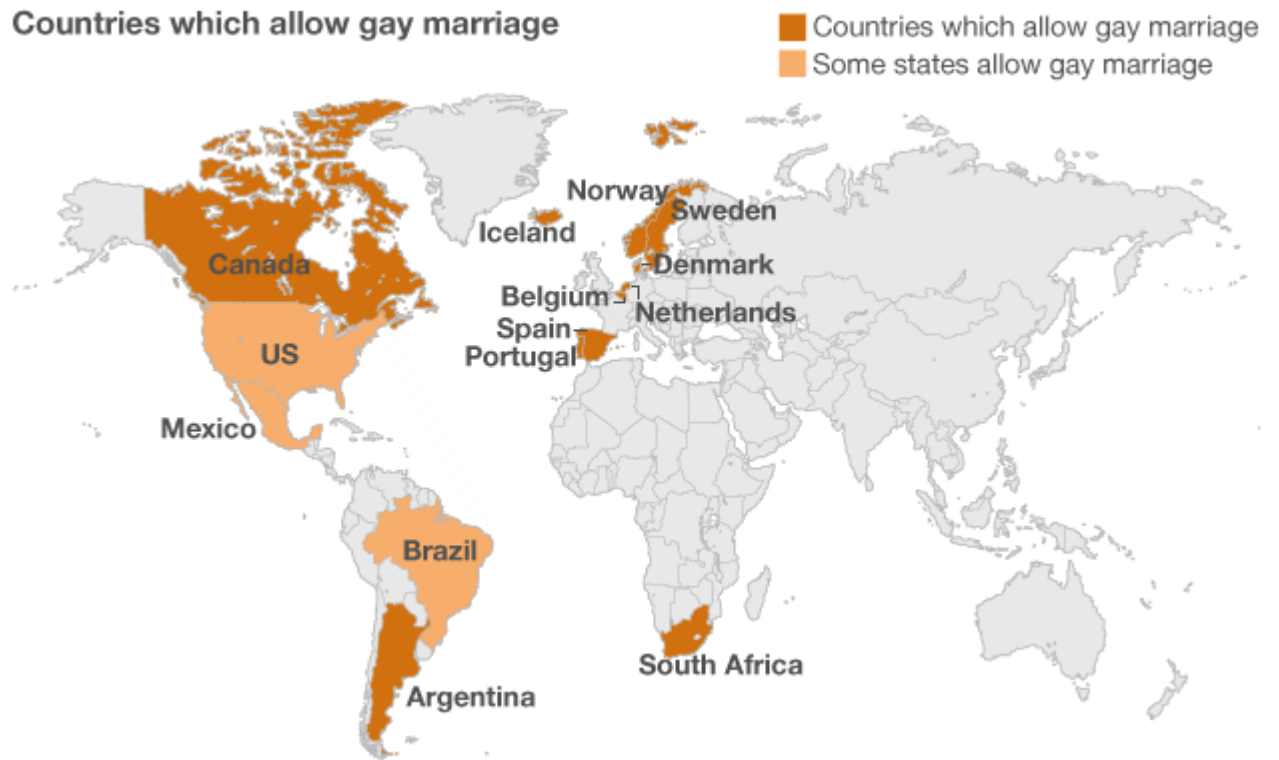 Countries which allow gay marriage
Countries which allow gay marriage
Some states allow gay marriage
Norway
Sweden
Iceland
Canada
Denmark
Belgium
Netherlands
Spain
US
Portugal
Mexico
Brazil
South Africa
Argentina